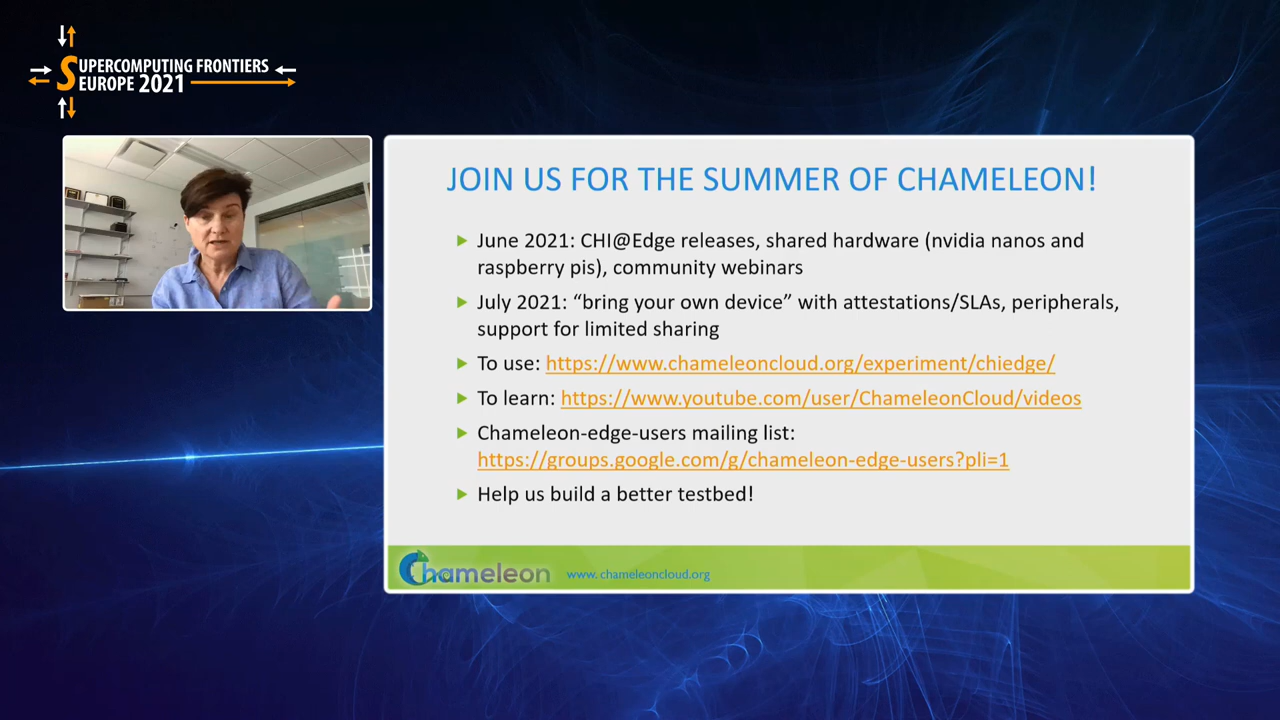 SUPERCOMPUTING FRONTIERS
EUROPE 2021
JOIN US FOR THE SUMMER OF CHAMELEON!
June 2021: CHI@Edge releases, shared hardware (nvidia nanos and
raspberry pis), community webinars
July 2021: “bring your own device” with attestations/SLAs, peripherals,
support for limited sharing
To use: https://www.chameleoncloud.org/experiment/chiedge/
To learn: https://www.youtube.com/user/ChameleonCloud/videos
Chameleon-edge-users mailing list:
https://groups.google.com/g/chameleon-edge-users?pli=1
Help us build a better testbed!
Chameleon www. chameleoncloud.org